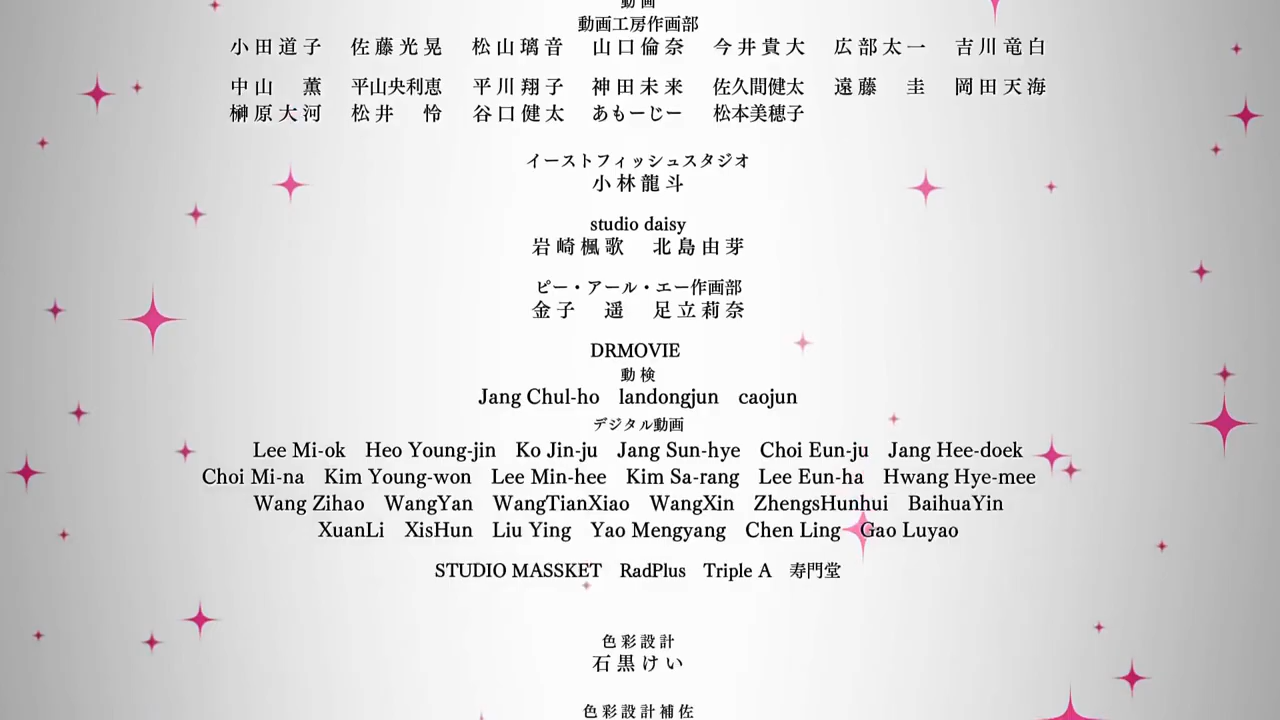 動画
動画工房作画部
小田道子 佐藤光晃 松山璃音 山口倫奈 今井貴大 広部太一 吉川竜白
中山 薫 平山央利恵 平川翔子 神田未来 佐久間健太 遠藤 圭 岡田天海
榊原大河 松井 怜 谷口健太 あもーじー 松本美穂子
イーストフィッシュスタジオ
小林龍斗
studio daisy
岩崎楓歌 北島由芽
ピー・アール・エー作画部
金子 遥 足立莉奈
DRMOVIE
動検
Jang Chul-ho landongjun caojun
デジタル動画
Lee Mi-ok Heo Young-jin Ko Jin-ju Jang Sun-hye Choi Eun-ju Jang Hee-doek
Choi Mi-na Kim Young-won Lee Min-hee Kim Sa-rang Lee Eun-ha Hwang Hye-mee
Wang Zihao WangYan WangTianXiao WangXin ZhengsHunhui BaihuaYin
XuanLi XisHun Liu Ying Yao Mengyang Chen Ling Gao Luyao
STUDIO MASSKET RadPlus Triple A 寿門堂
色彩設計
石黒けい
色彩設計補佐